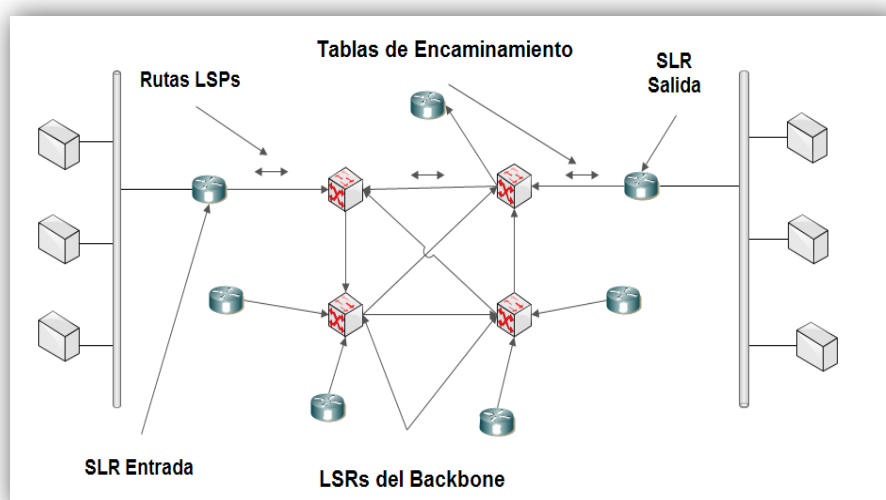 Tablas de Encaminamiento
SLR
Salida
Rutas LSPs
SLR Entrada
LSRs del Backbone